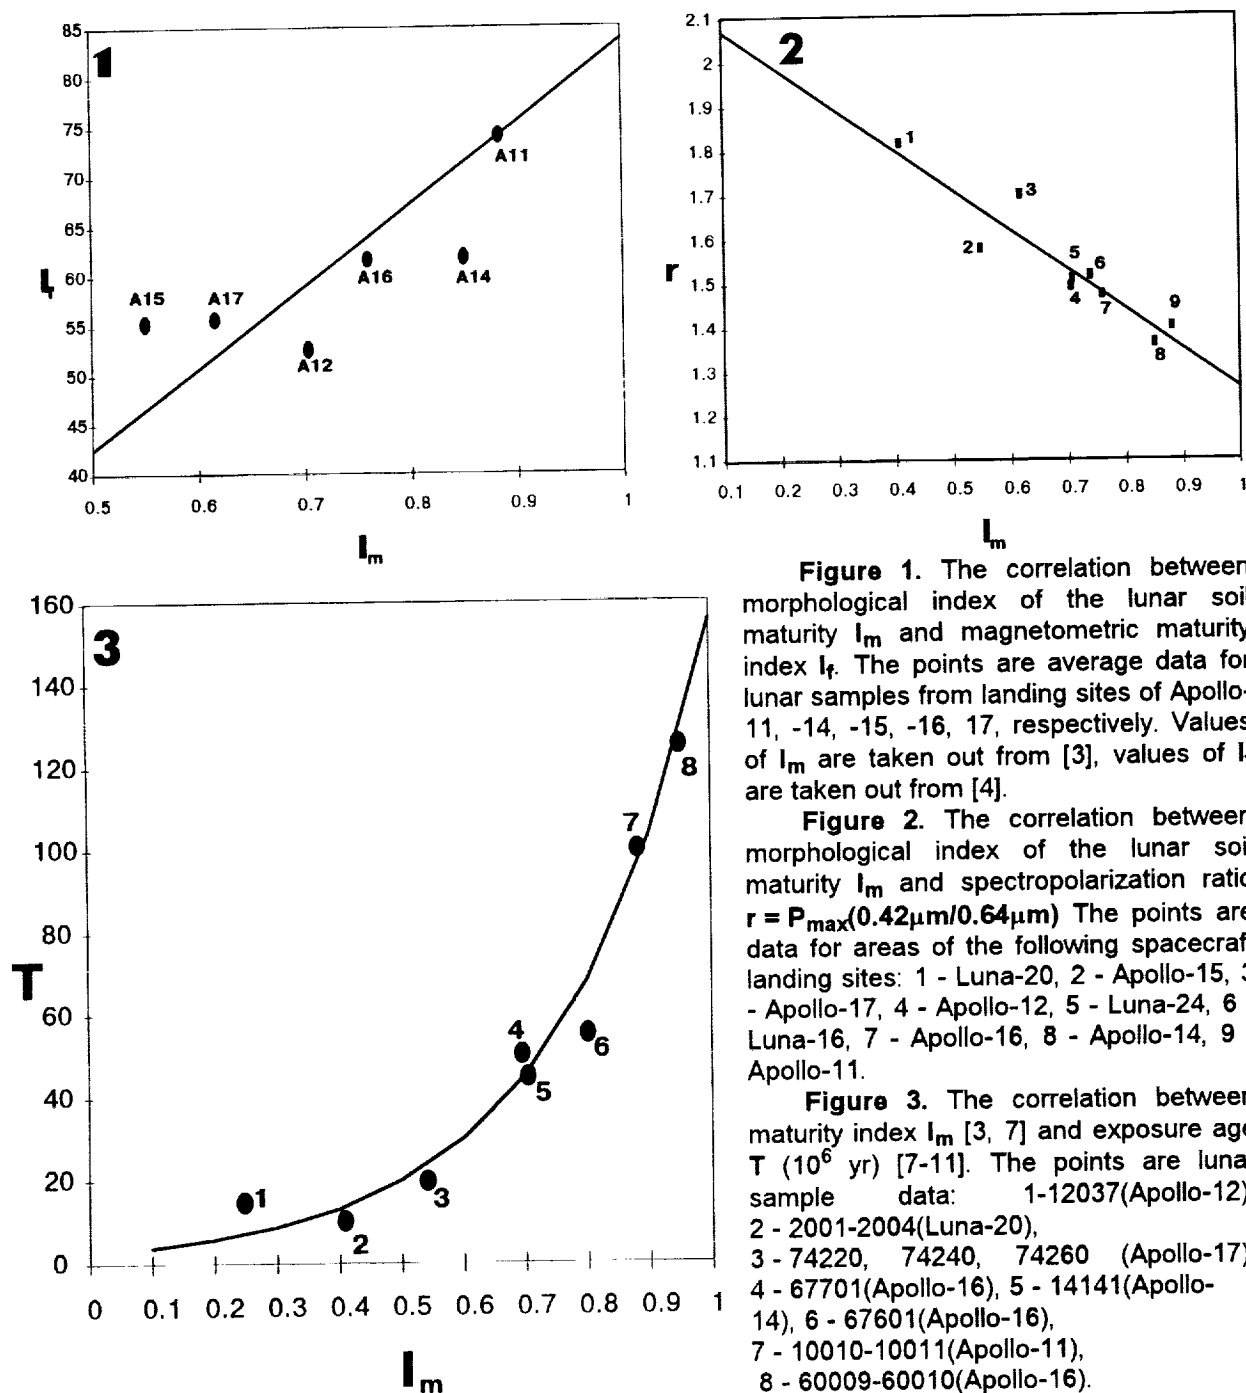 1
85
80
75
70
65
60
55
50
45
40
If
A15
A17
A12
A16
A14
A11
0.5
0.6
0.7
0.8
0.9
1
Im
2
2.1
2
1.9
1.8
1.7
1.6
1.5
1.4
1.3
1.2
1.1
r
1
3
2
5
6
4
7
9
8
0.1
0.2
0.3
0.4
0.5
0.6
0.7
0.8
0.9
1
Im
3
160
140
120
100
80
60
40
20
0
T
1
2
3
4
5
6
7
8
0
0.1
0.2
0.3
0.4
0.5
0.6
0.7
0.8
0.9
1
Im
Figure 1. The correlation between
morphological index of the lunar soil
maturity Im and magnetometric maturity
index If. The points are average data for
lunar samples from landing sites of Apollo-
11, -14, -15, -16, 17, respectively. Values
of Im are taken out from [3], values of I
are taken out from [4].
Figure 2. The correlation between
morphological index of the lunar soil
maturity Im and spectropolarization ratio
r = Pmax(0.42μm/0.64μm) The points are
data for areas of the following spacecraft
landing sites: 1 - Luna-20, 2 - Apollo-15, 3
- Apollo-17, 4 - Apollo-12, 5 - Luna-24, 6
Luna-16, 7 - Apollo-16, 8 - Apollo-14, 9
Apollo-11.
Figure 3. The correlation between
maturity index Im [3, 7] and exposure age
T (10⁶ yr) [7-11]. The points are lunar
sample data: 1-12037(Apollo-12)
2 - 2001-2004(Luna-20),
3 - 74220, 74240, 74260 (Apollo-17)
4 - 67701(Apollo-16), 5 - 14141(Apollo-
14), 6 - 67601(Apollo-16),
7 - 10010-10011(Apollo-11),
8 - 60009-60010(Apollo-16).